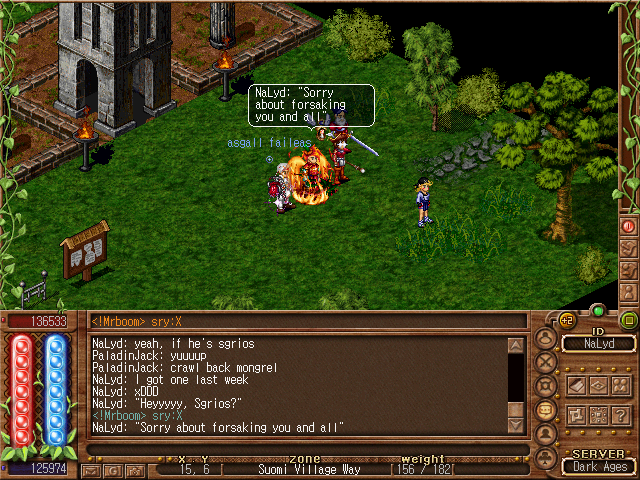 NaLyd: "Sorry
about forsaking
you and all"
asgall faileas
136533
<!Mrboom> sry:X
+2
ID
NaLyd
NaLyd: yeah, if he's sgrios
PaladinJack: yuuuup
PaladinJack: crawl back mongrel
NaLyd: I got one last week
NaLyd: xDDD
NaLyd: "Heyyyyy, Sgrios?"
<!Mrboom> sry:X
NaLyd: "Sorry about forsaking you and all"
X Y zone weight
125974
15, 6 [ Suomi Village Way [156 / 182[
SERVER
Dark Ages